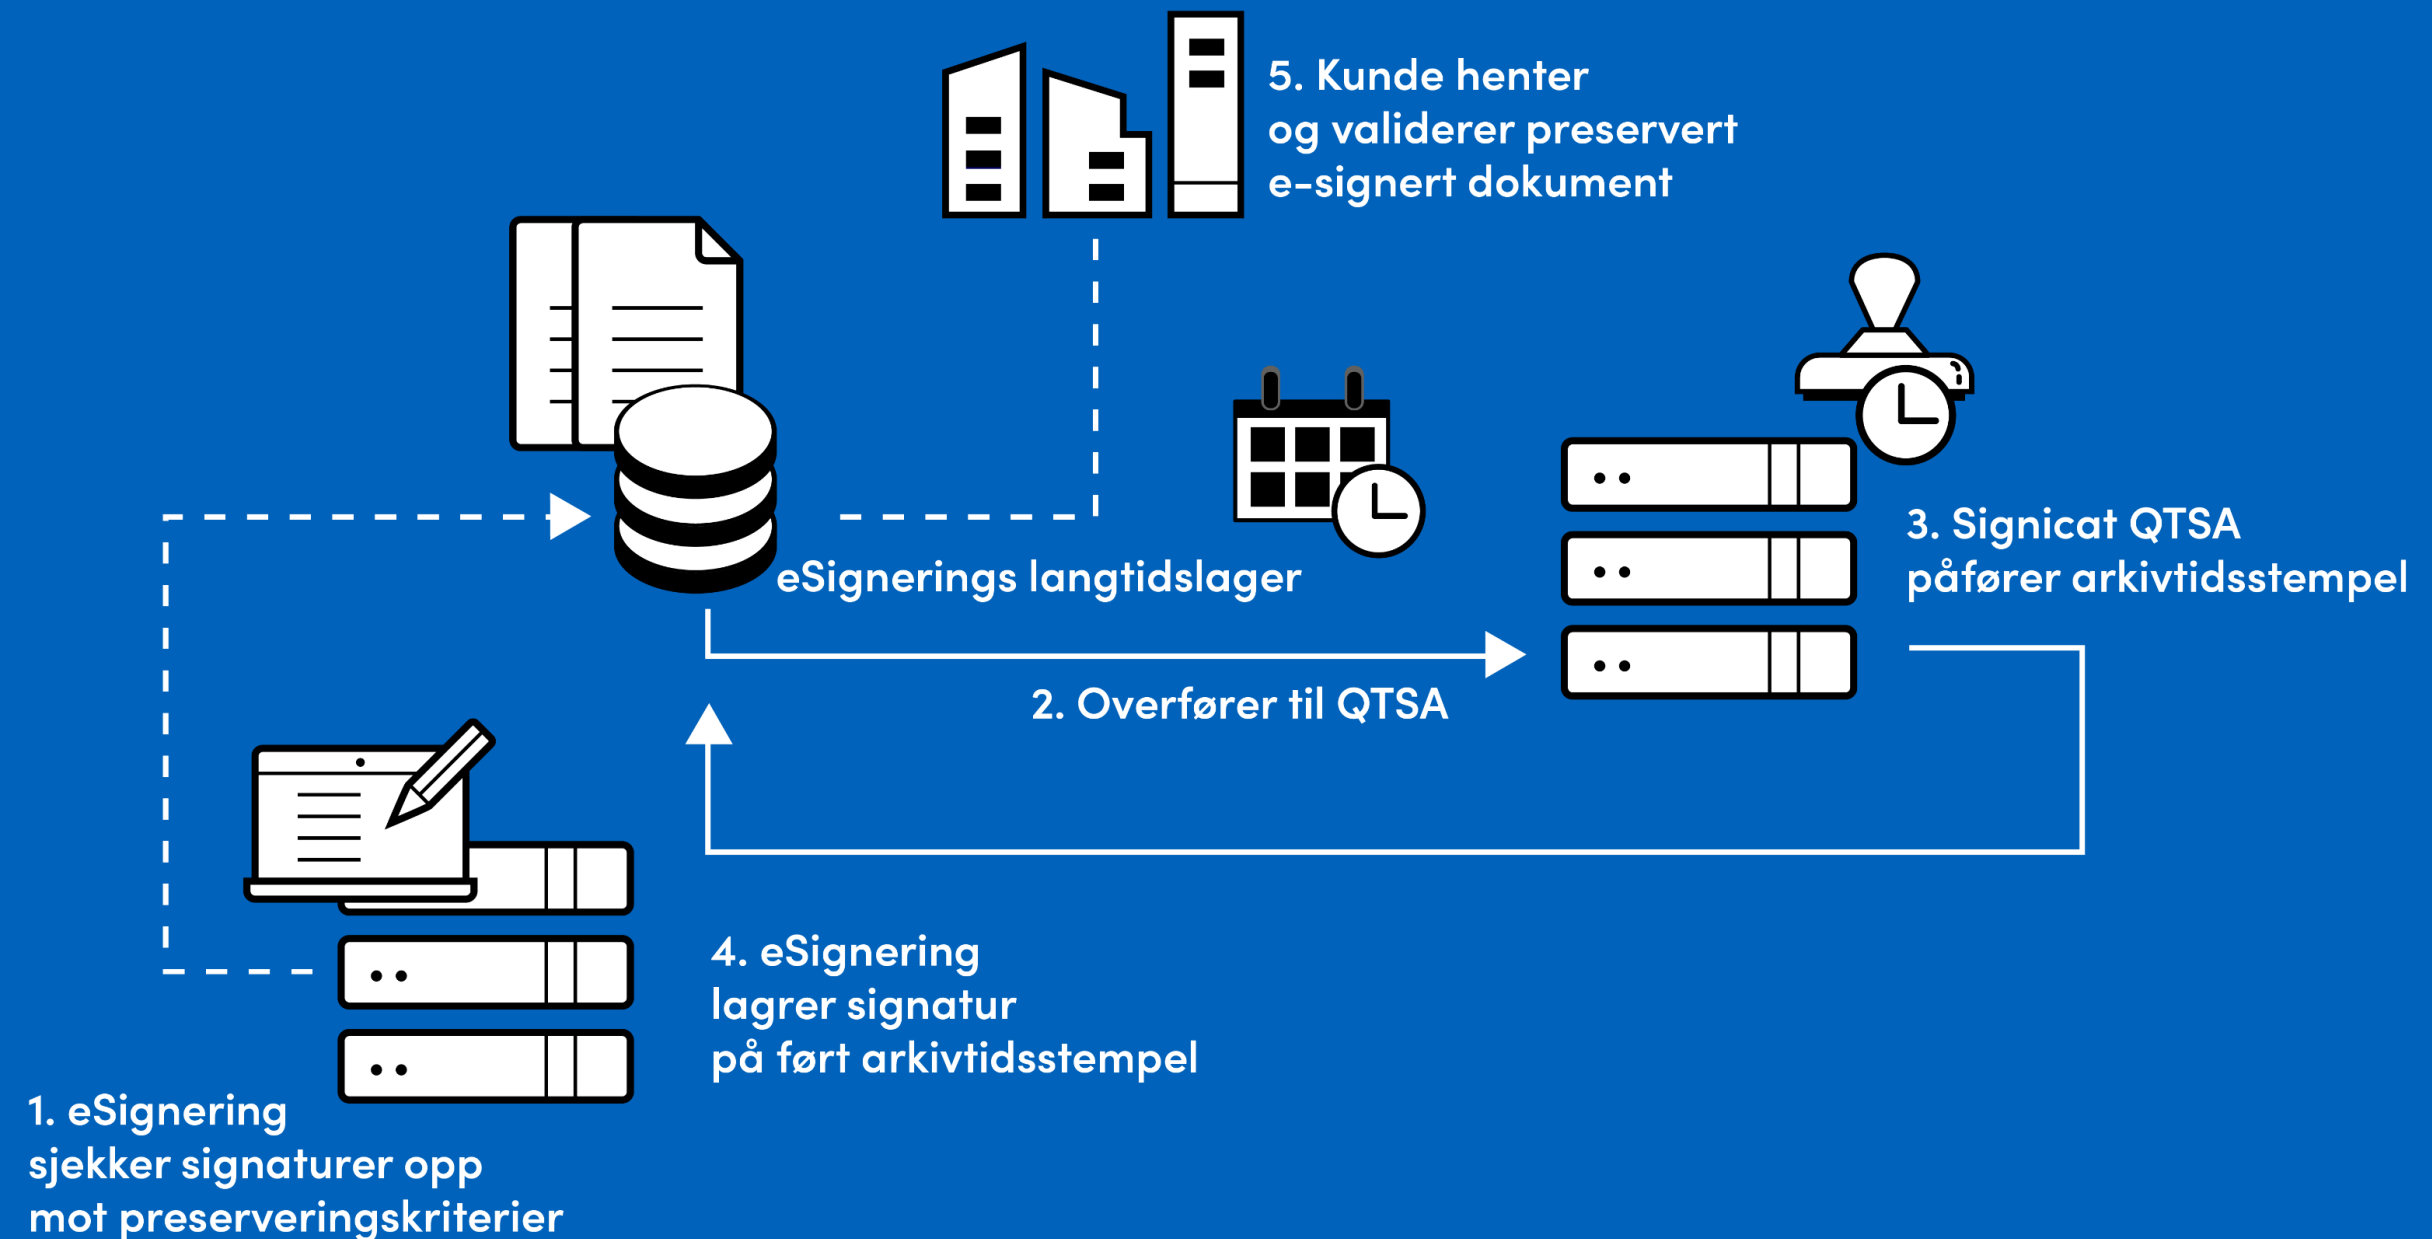 5. Kunde henter
og validerer preservert
e-signert dokument
3. Signicat QTSA
påfører arkivtidsstempel
eSignerings langtidslager
2. Overfører til QTSA
4. eSignering
lagrer signatur
på ført arkivtidsstempel
1. eSignering
sjekker signaturer opp
mot preserveringskriterier